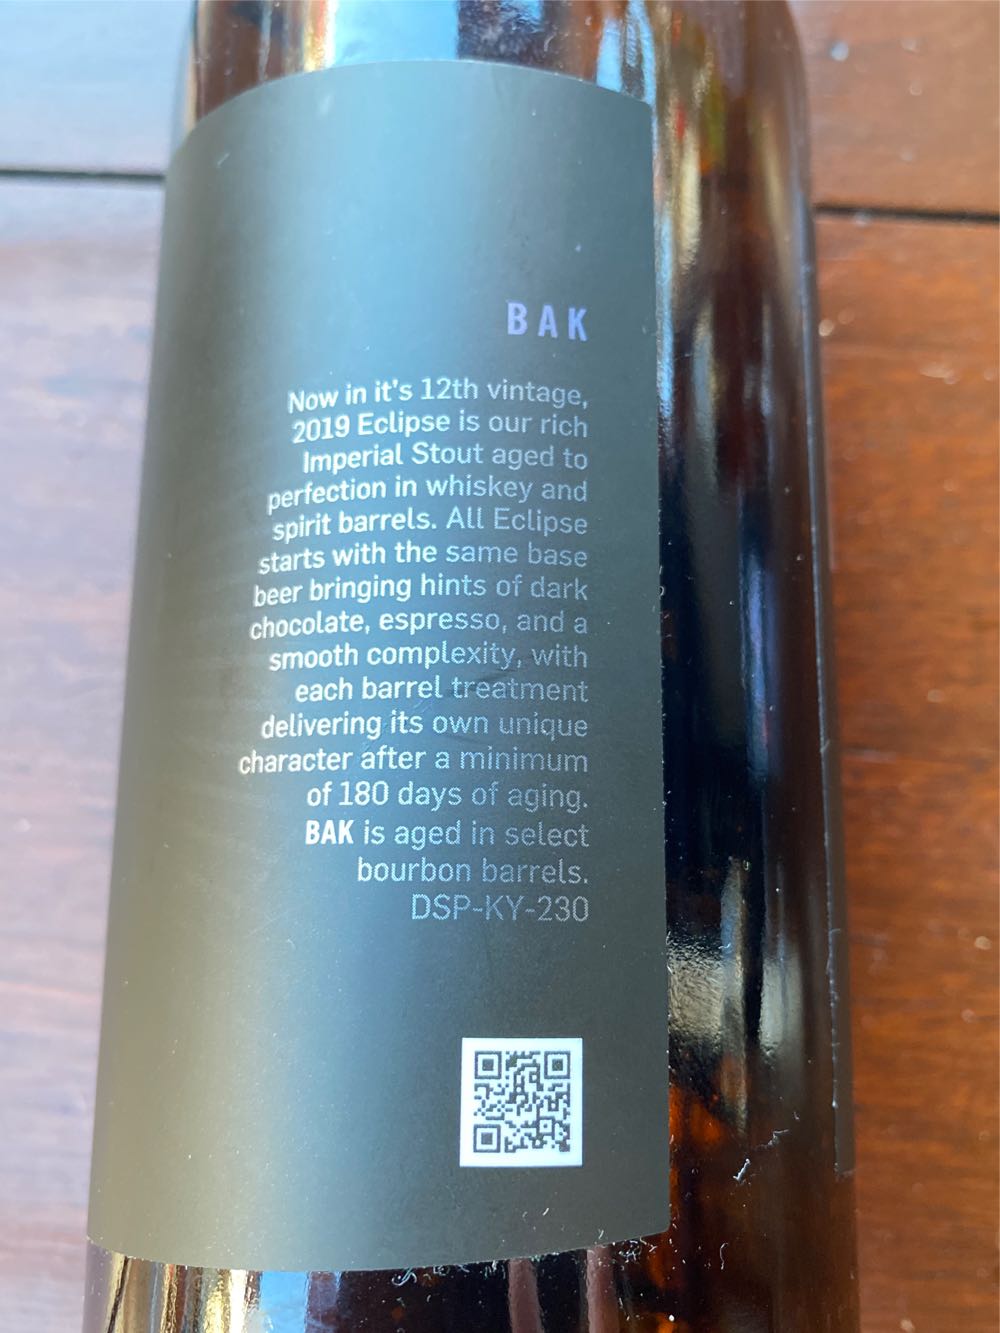 BAK
Now in it's 12th vintage,
2019 Eclipse is our rich
Imperial Stout aged to
perfection in whiskey and
spirit barrels. All Eclipse
starts with the same base
beer bringing hints of dark
chocolate, espresso, and a
smooth complexity, with
each barrel treatment
delivering its own unique
character after a minimum
of 180 days of aging.
BAK is aged in select
bourbon barrels.
DSP-KY-230